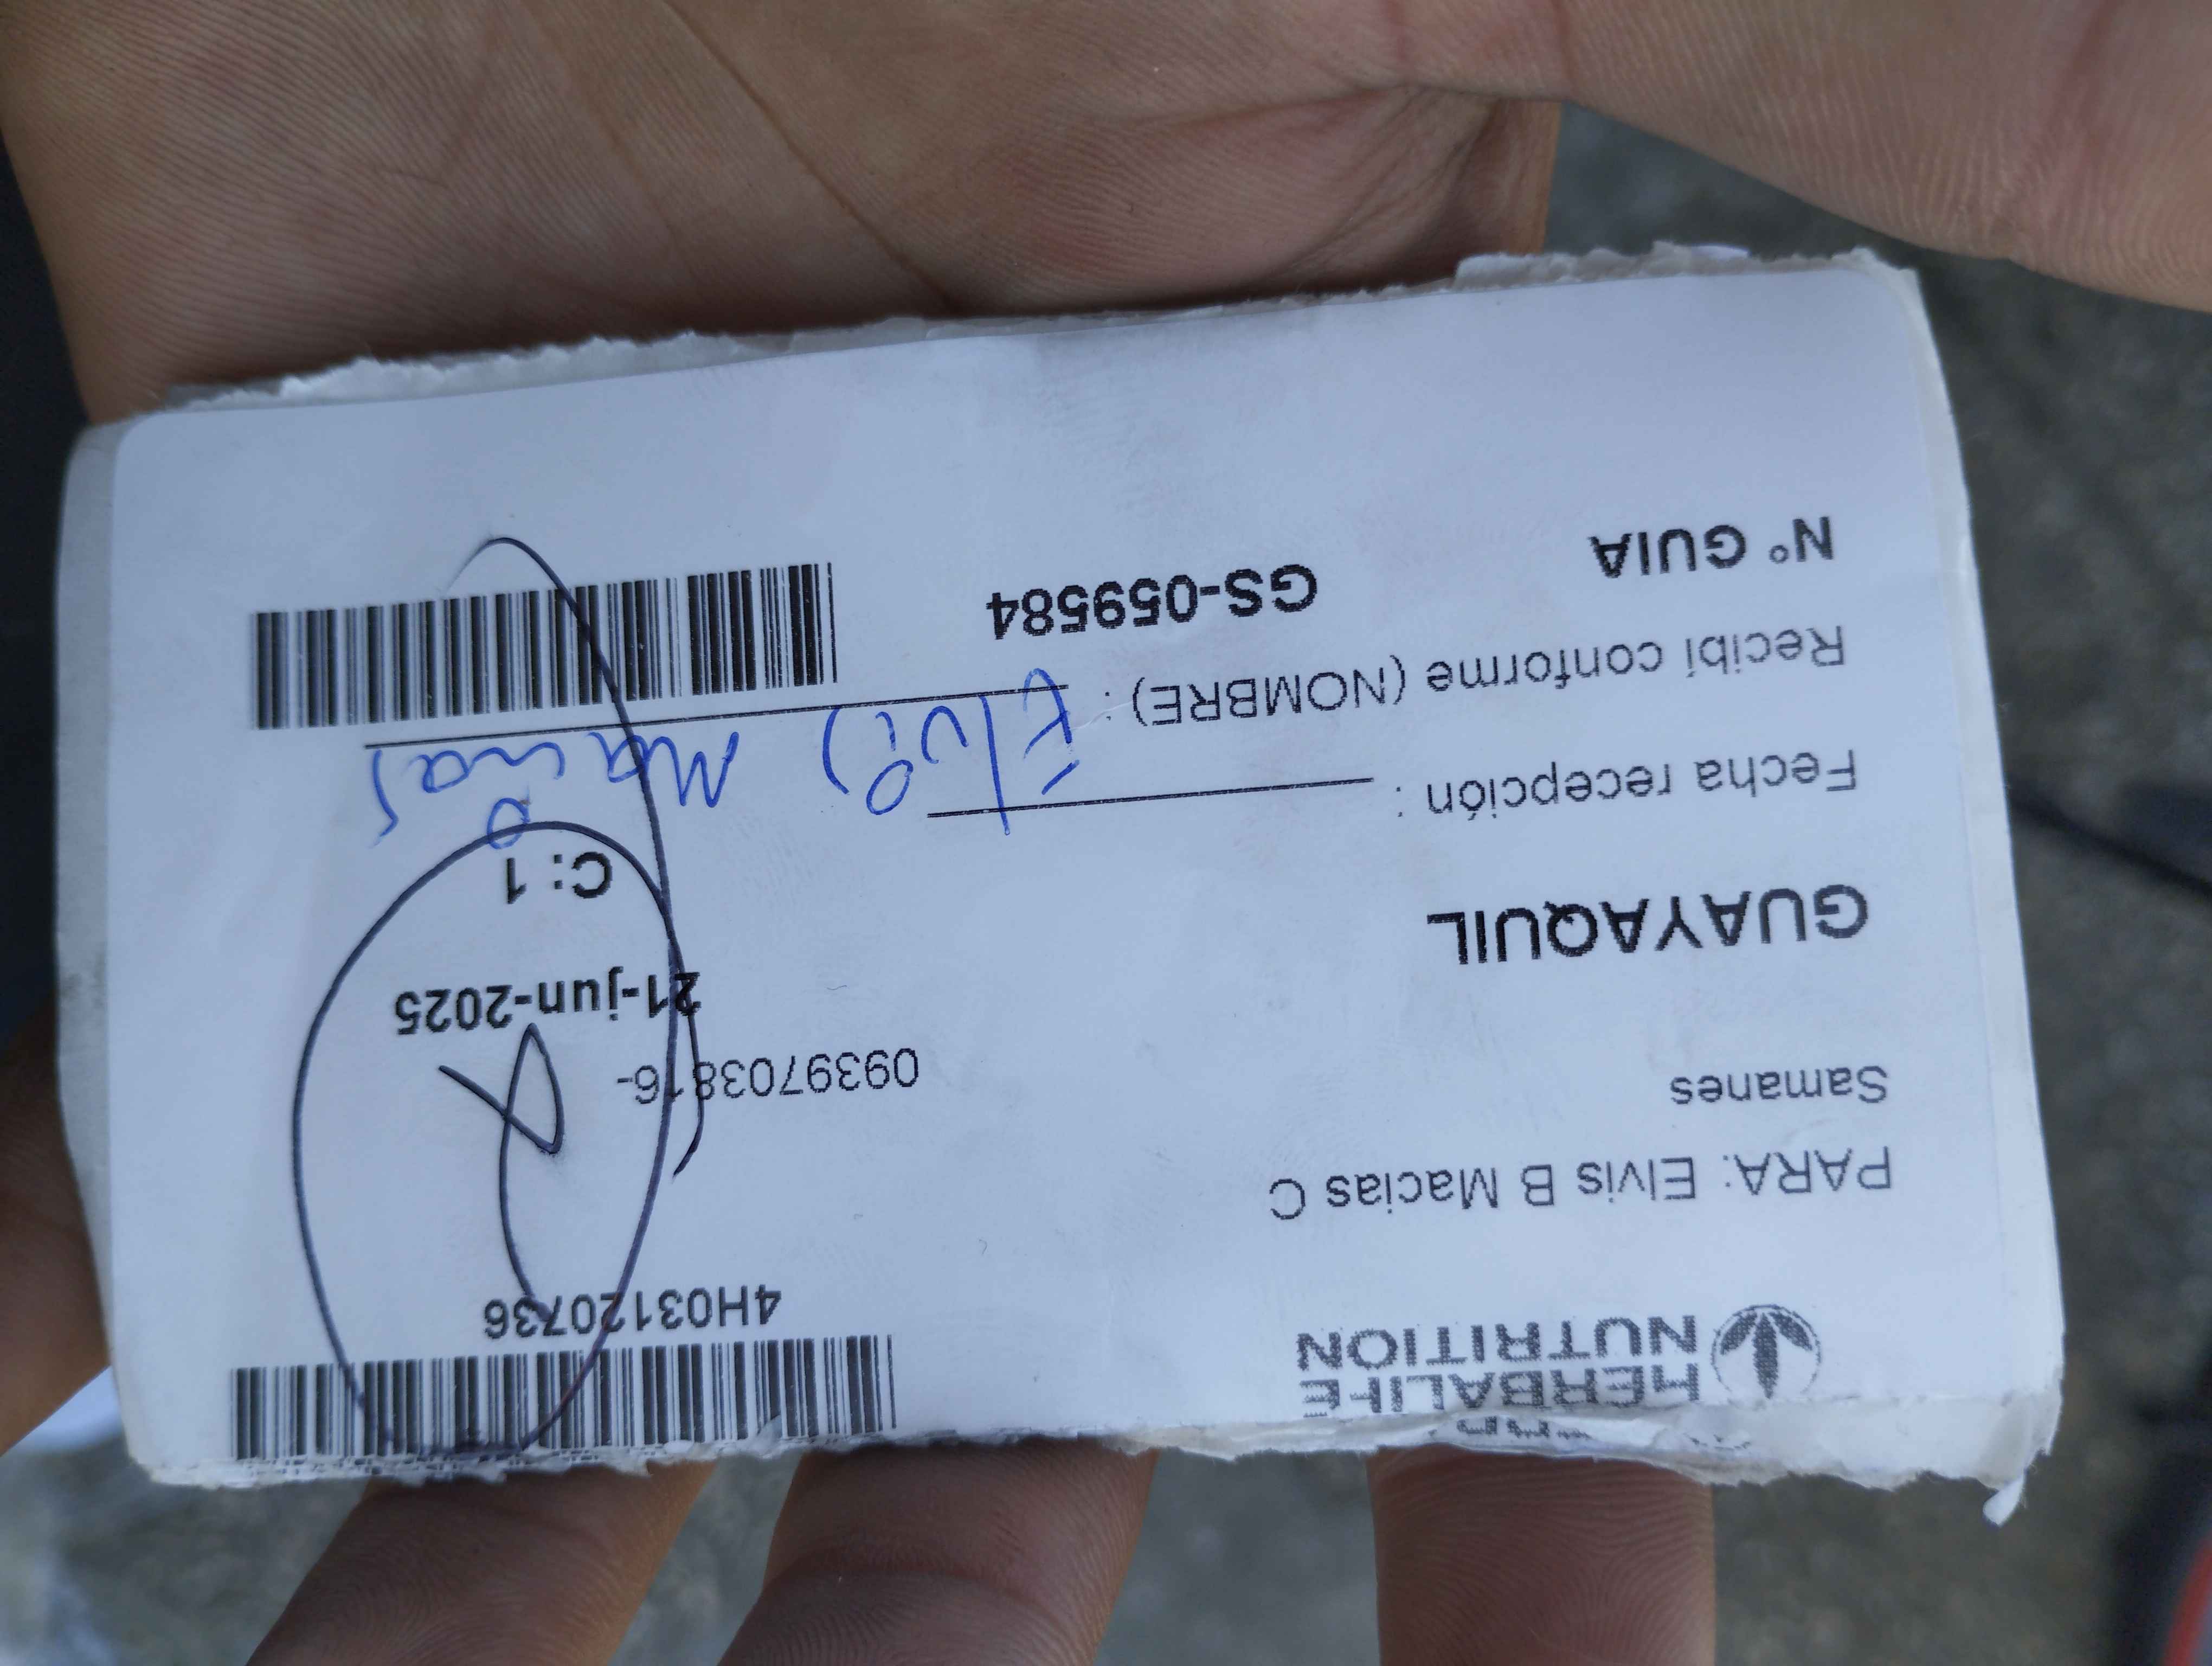 HERBALIFE
NUTRITION
4H03120736
PARA: Elvis B Macias C
Samanes
0939703816-
21-jun-2025
GUAYAQUIL
C: 1
Fecha recepción :
Recibí conforme (NOMBRE) : Elvis Macias
N° GUIA
GS-059584